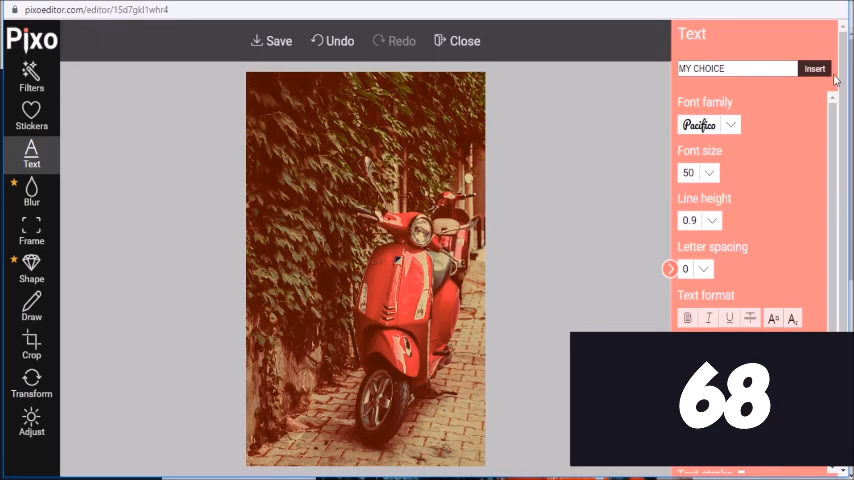 pixoeditor.com/editor/15d7gkl1whr4
Pixo
Save
Undo
Redo
Close
Filters
Stickers
Text
Blur
Frame
Shape
Draw
Crop
Transform
Adjust
Text
MY CHOICE
Insert
Font family
Pacifico
Font size
50
Line height
0.9
Letter spacing
0
Text format
B I U T Aa Az
68